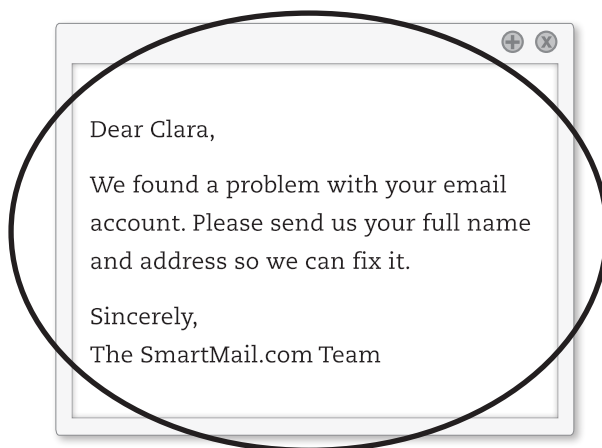 Dear Clara,
We found a problem with your email
account. Please send us your full name
and address so we can fix it.
Sincerely,
The SmartMail.com Team